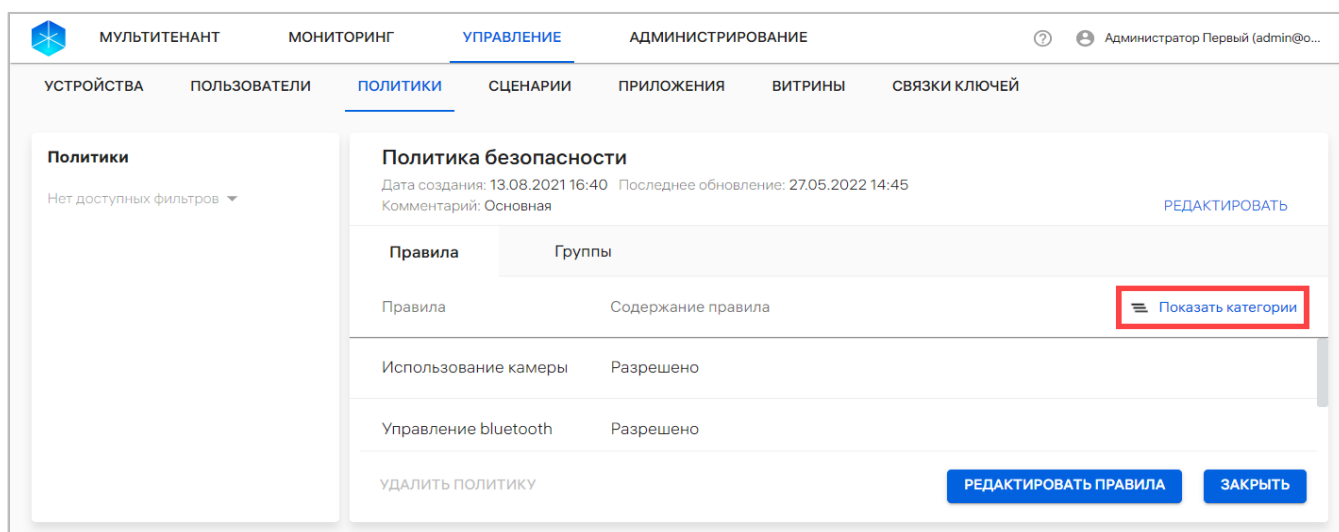 МУЛЬТИТЕНАНТ МОНИТОРИНГ УПРАВЛЕНИЕ АДМИНИСТРИРОВАНИЕ ? Администратор Первый (admin@o...
УСТРОЙСТВА ПОЛЬЗОВАТЕЛИ ПОЛИТИКИ СЦЕНАРИИ ПРИЛОЖЕНИЯ ВИТРИНЫ СВЯЗКИ КЛЮЧЕЙ
Политики
Нет доступных фильтров
Политика безопасности
Дата создания: 13.08.2021 16:40 Последнее обновление: 27.05.2022 14:45
Комментарий: Основная
РЕДАКТИРОВАТЬ
Правила Группы
Правила Содержание правила Показать категории
Использование камеры Разрешено
Управление bluetooth Разрешено
УДАЛИТЬ ПОЛИТИКУ РЕДАКТИРОВАТЬ ПРАВИЛА ЗАКРЫТЬ